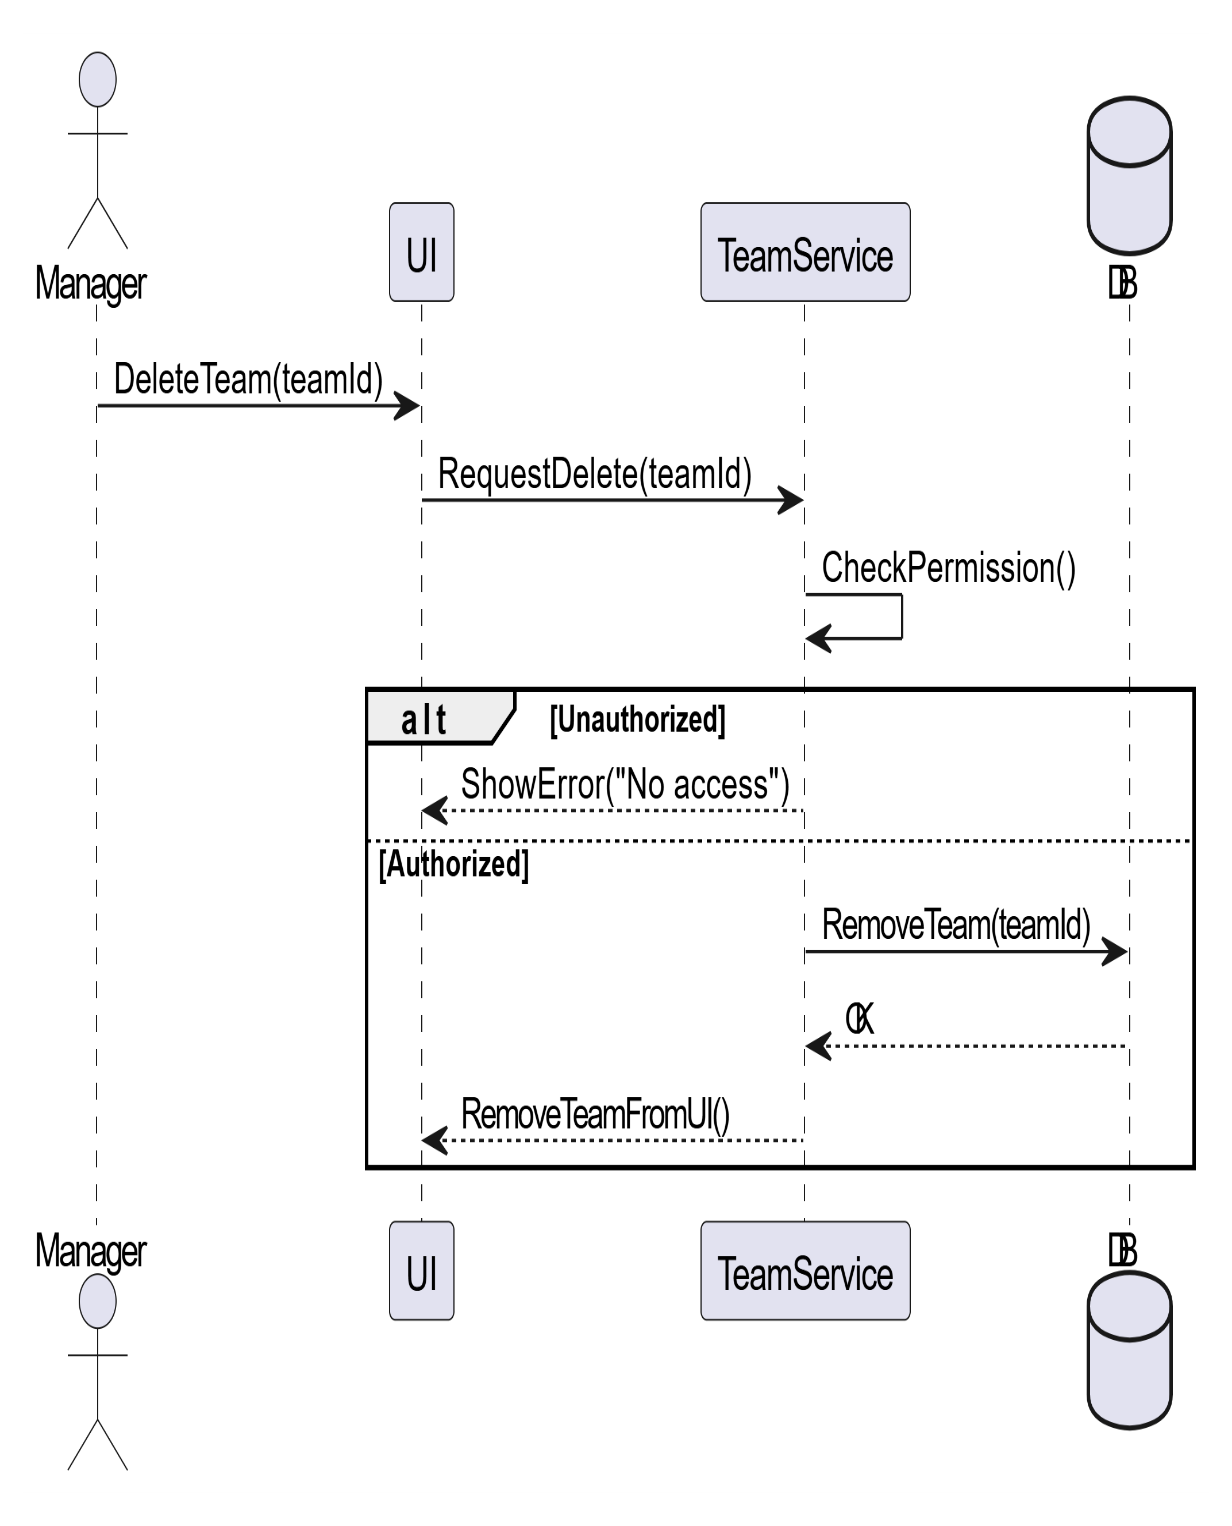 Manager
UI
TeamService
DB
DeleteTeam(teamId)
RequestDelete(teamId)
CheckPermission()
alt
[Unauthorized]
ShowError("No access")
[Authorized]
RemoveTeam(teamId)
OK
RemoveTeamFromUI()
Manager
UI
TeamService
DB